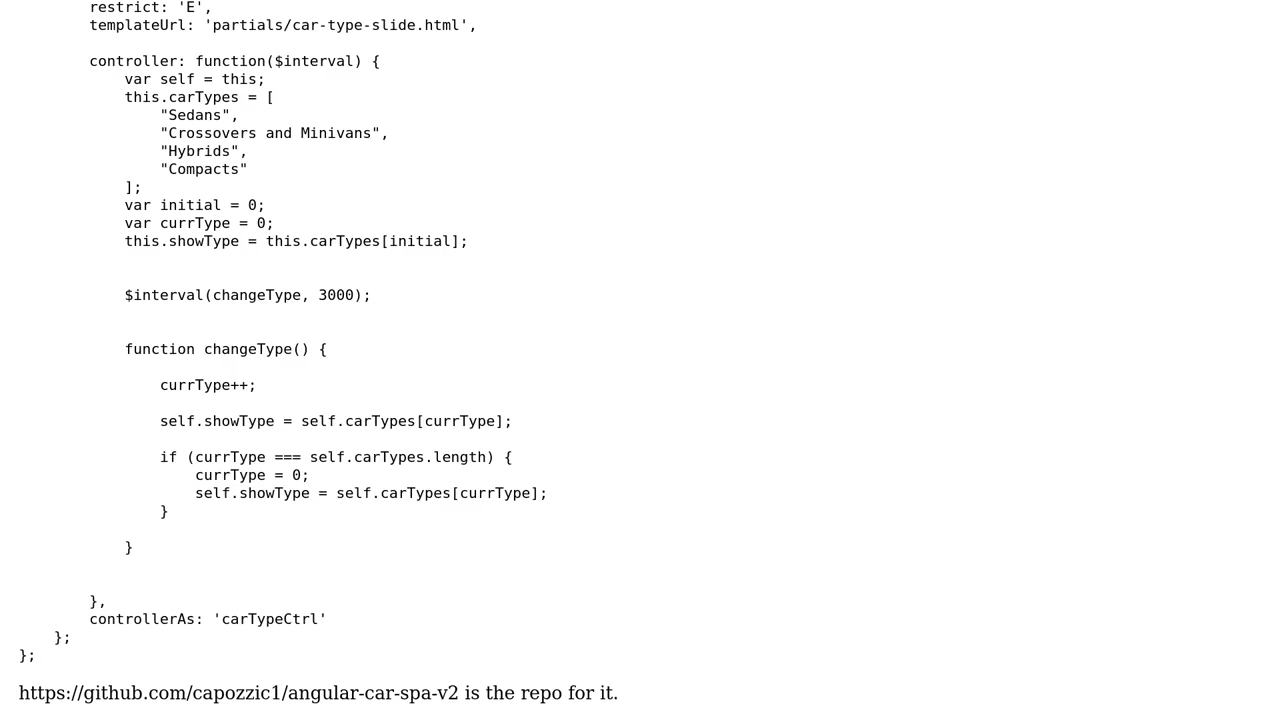 restrict: 'E',
templateUrl: 'partials/car-type-slide.html',
controller: function($interval) {
var self = this;
this.carTypes = [
"Sedans",
"Crossovers and Minivans",
"Hybrids",
"Compacts"
];
var initial = 0;
var currType = 0;
this.showType = this.carTypes[initial];
$interval(changeType, 3000);
function changeType() {
currType++;
self.showType = self.carTypes[currType];
if (currType === self.carTypes.length) {
currType = 0;
self.showType = self.carTypes[currType];
}
}
},
controllerAs: 'carTypeCtrl'
};
};
https://github.com/capozzic1/angular-car-spa-v2 is the repo for it.